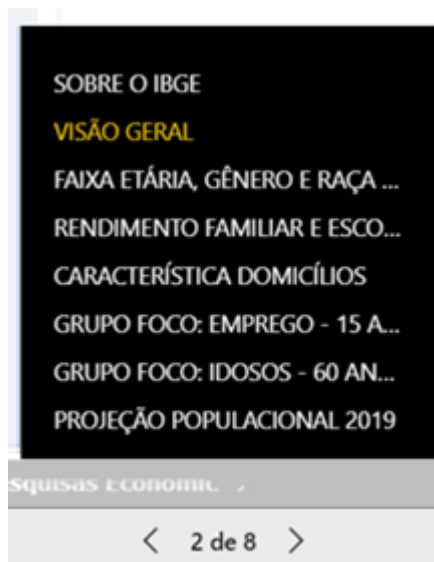 SOBRE O IBGE
VISÃO GERAL
FAIXA ETÁRIA, GÊNERO E RAÇA ...
RENDIMENTO FAMILIAR E ESCO...
CARACTERÍSTICA DOMICÍLIOS
GRUPO FOCO: EMPREGO - 15 A...
GRUPO FOCO: IDOSOS - 60 AN...
PROJEÇÃO POPULACIONAL 2019
2 de 8